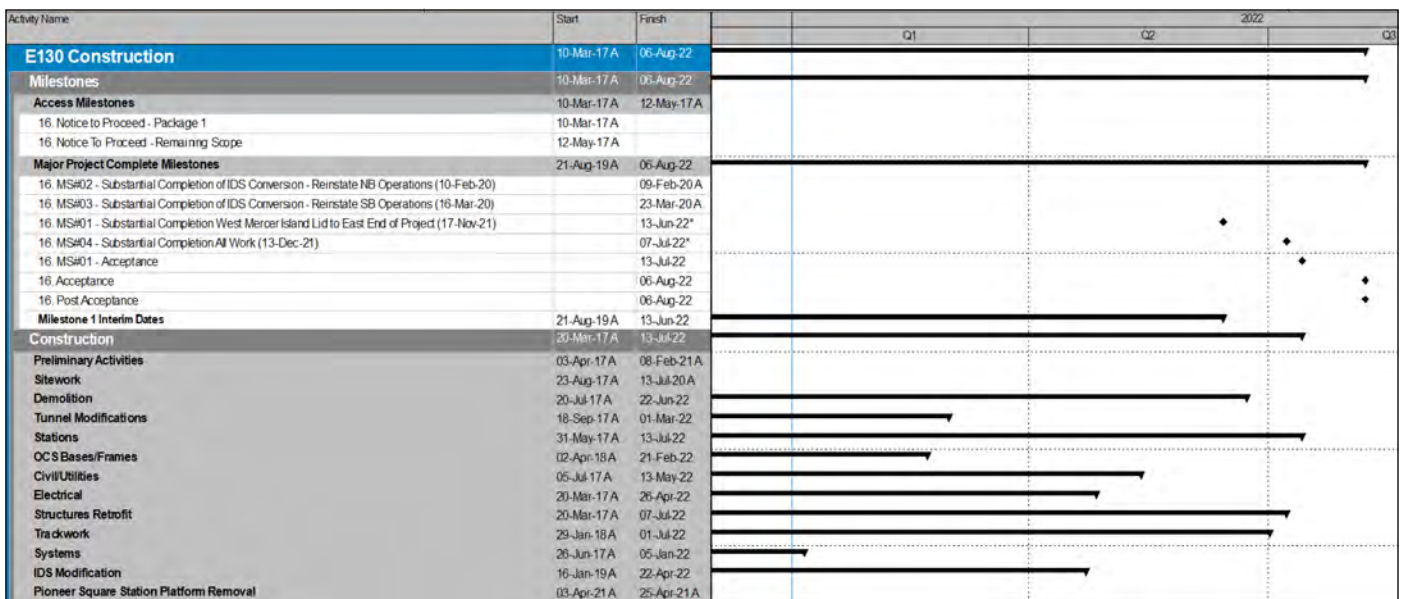 Activity Name Start Finish 2022
Q1 Q2 Q3
E130 Construction 10-Mar-17 A 06-Aug-22
Milestones 10-Mar-17 A 06-Aug-22
Access Milestones 10-Mar-17 A 12-May-17 A
16. Notice to Proceed - Package 1 10-Mar-17 A
16. Notice To Proceed - Remaining Scope 12-May-17 A
Major Project Complete Milestones 21-Aug-19 A 06-Aug-22
16. MS#02 - Substantial Completion of IDS Conversion - Reinstate NB Operations (10-Feb-20) 09-Feb-20 A
16. MS#03 - Substantial Completion of IDS Conversion - Reinstate SB Operations (16-Mar-20) 23-Mar-20 A
16. MS#01 - Substantial Completion West Mercer Island Lid to East End of Project (17-Nov-21) 13-Jun-22*
16. MS#04 - Substantial Completion All Work (13-Dec-21) 07-Jul-22*
16. MS#01 - Acceptance 13-Jul-22
16. Acceptance 06-Aug-22
16. Post Acceptance 06-Aug-22
Milestone 1 Interim Dates 21-Aug-19 A 13-Jun-22
Construction 20-Mar-17 A 13-Jul-22
Preliminary Activities 03-Apr-17 A 08-Feb-21 A
Sitework 23-Aug-17 A 13-Jul-20 A
Demolition 20-Jul-17 A 22-Jun-22
Tunnel Modifications 18-Sep-17 A 01-Mar-22
Stations 31-May-17 A 13-Jul-22
OCS Bases/Frames 02-Apr-18 A 21-Feb-22
Civil/Utilities 05-Jul-17 A 13-May-22
Electrical 20-Mar-17 A 26-Apr-22
Structures Retrofit 20-Mar-17 A 07-Jul-22
Trackwork 29-Jan-18 A 01-Jul-22
Systems 26-Jun-17 A 05-Jan-22
IDS Modification 16-Jan-19 A 22-Apr-22
Pioneer Square Station Platform Removal 03-Apr-21 A 25-Apr-21 A